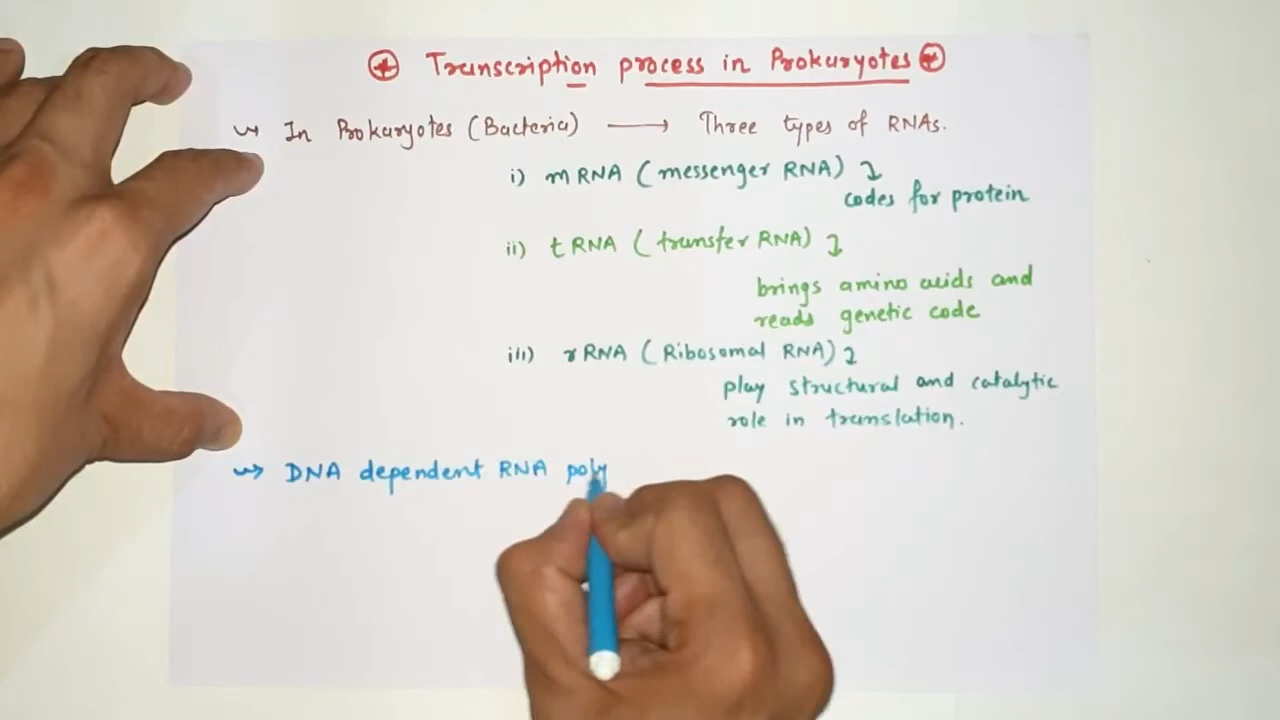 Transcription process in Prokaryotes
In Prokaryotes (Bacteria) → Three types of RNAs.
i) mRNA (messenger RNA)
codes for protein
ii) tRNA (transfer RNA)
brings amino acids and
reads genetic code
iii) rRNA (Ribosomal RNA)
play structural and catalytic
role in translation.
DNA dependent RNA poly